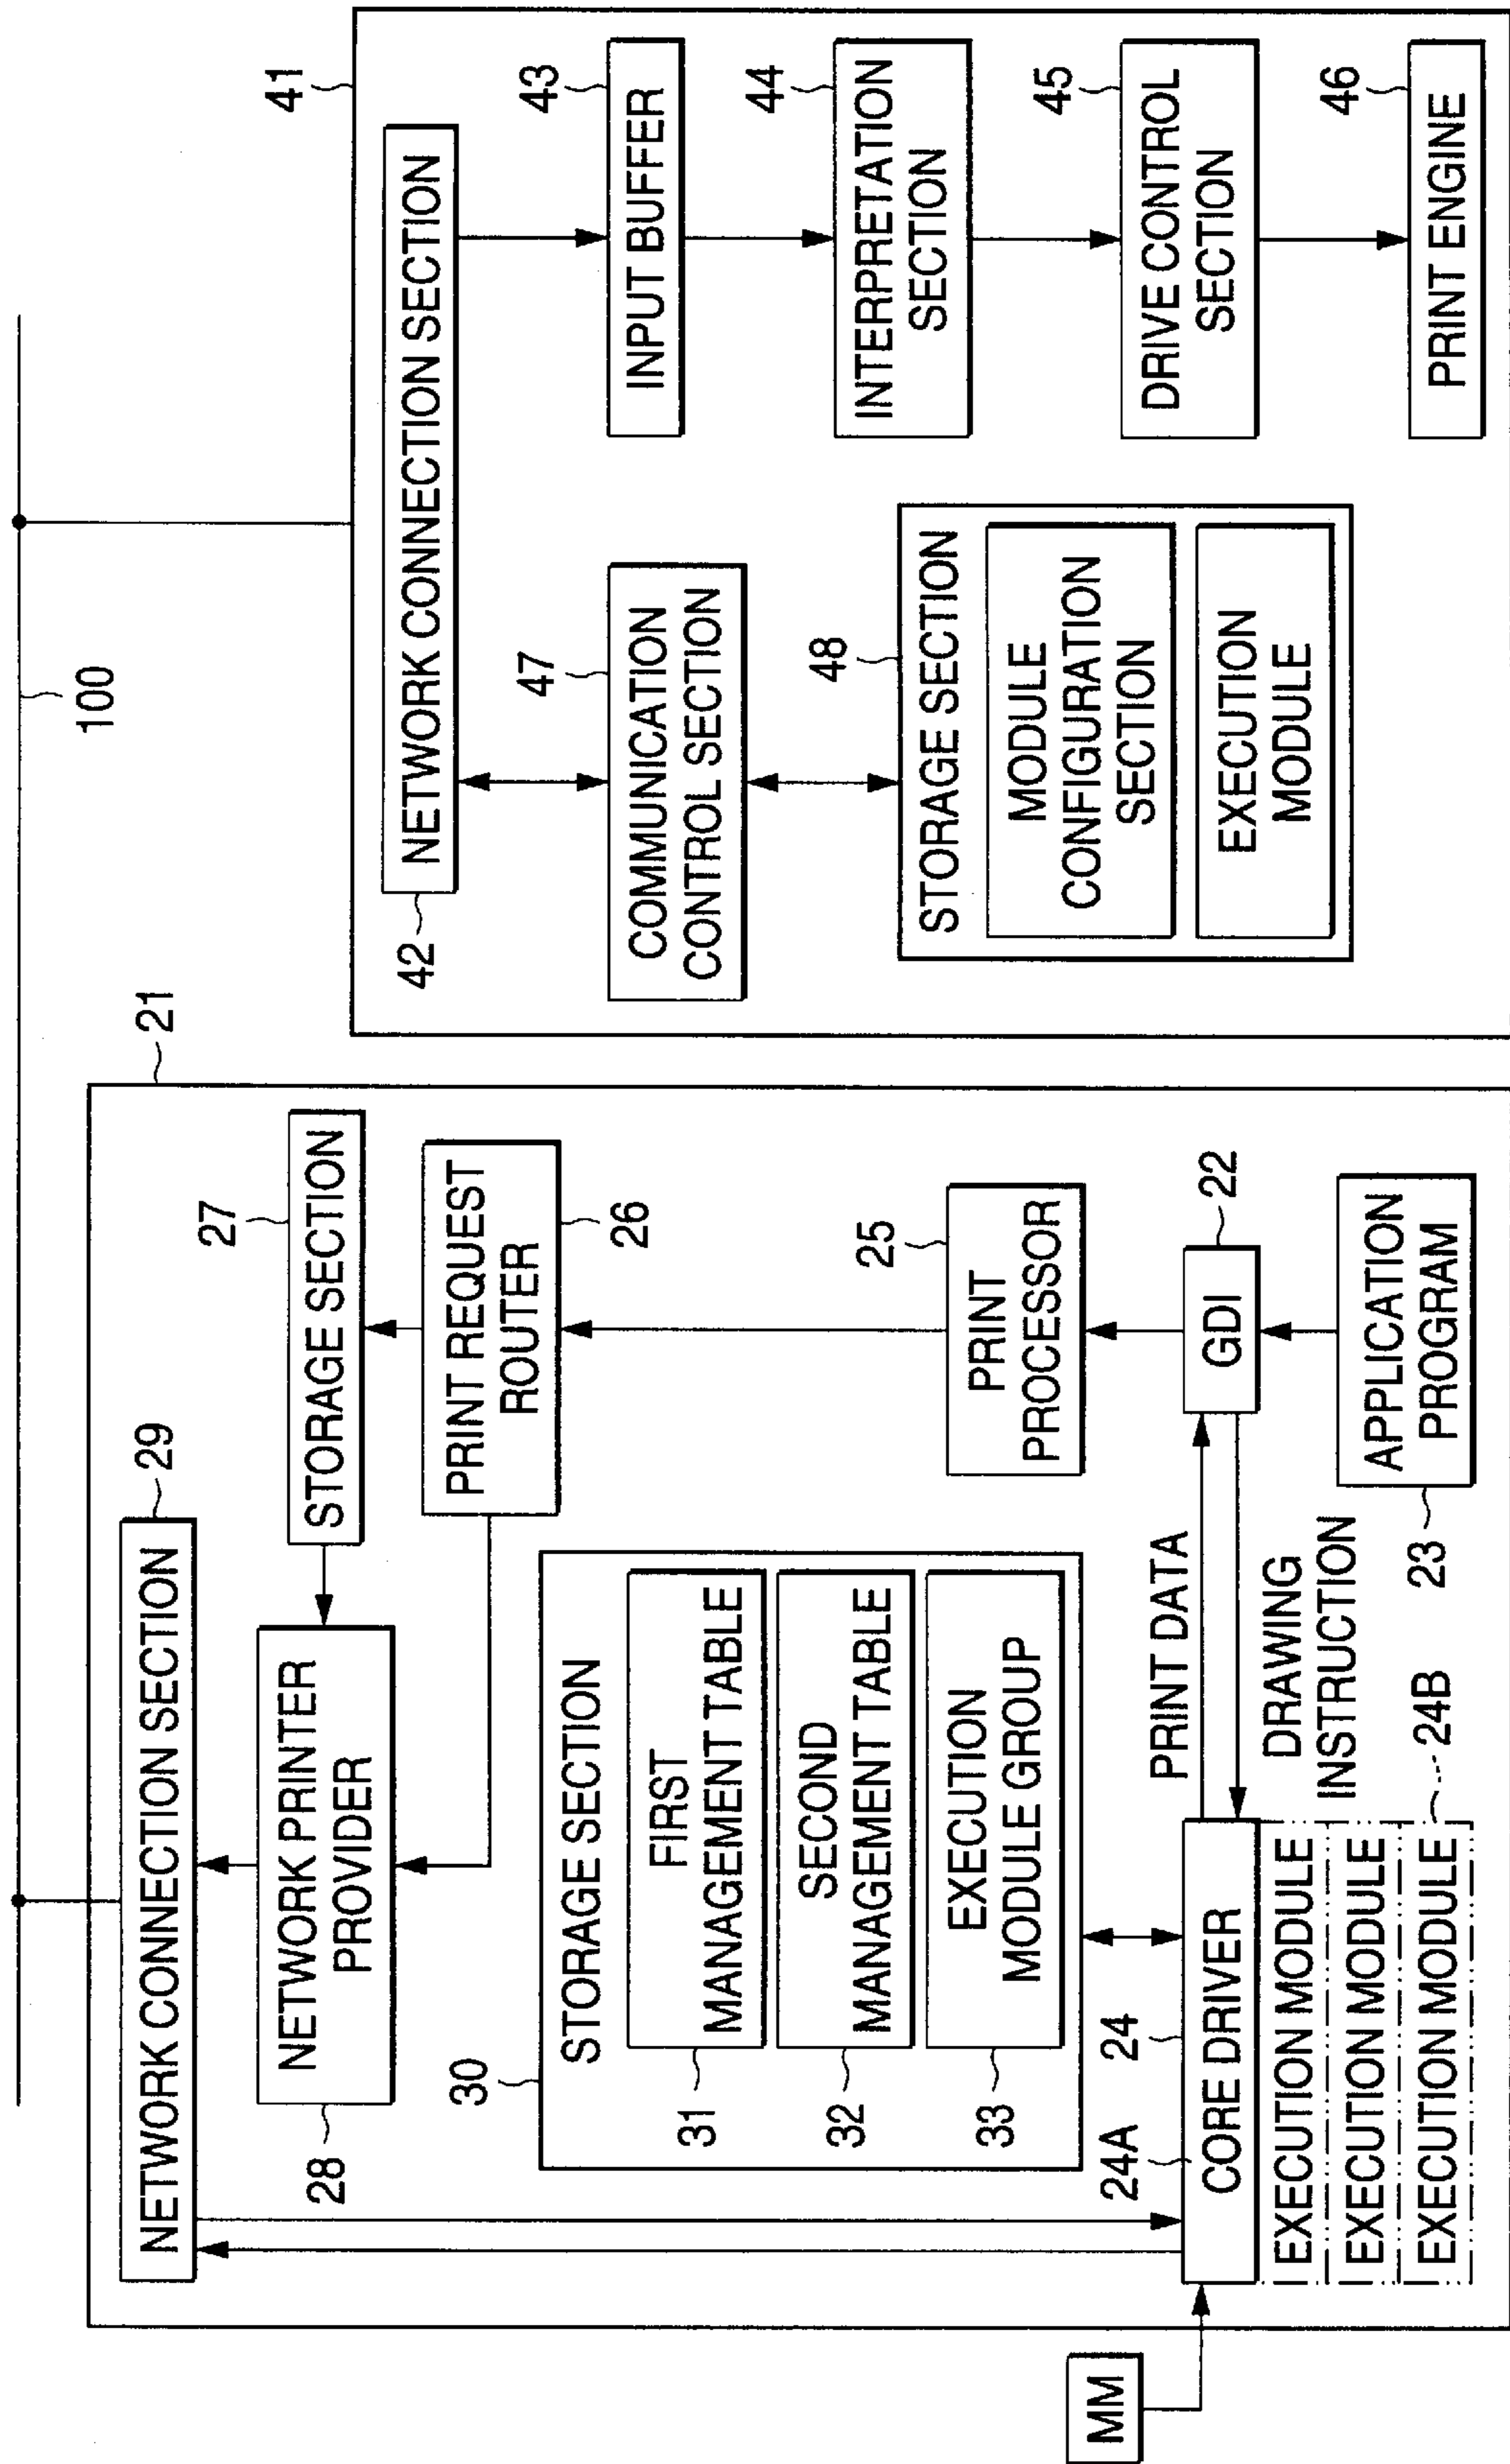 100
21
NETWORK CONNECTION SECTION
29
NETWORK PRINTER
PROVIDER
28
STORAGE SECTION
27
PRINT REQUEST
ROUTER
26
30
STORAGE SECTION
FIRST
MANAGEMENT TABLE
31
SECOND
MANAGEMENT TABLE
32
EXECUTION
MODULE GROUP
33
PRINT
PROCESSOR
25
24A
24
CORE DRIVER
PRINT DATA
GDI
22
DRAWING
INSTRUCTION
EXECUTION MODULE
EXECUTION MODULE
EXECUTION MODULE
24B
APPLICATION
PROGRAM
23
MM
41
NETWORK CONNECTION SECTION
42
COMMUNICATION
CONTROL SECTION
47
INPUT BUFFER
43
INTERPRETATION
SECTION
44
48
STORAGE SECTION
MODULE
CONFIGURATION
SECTION
EXECUTION
MODULE
DRIVE CONTROL
SECTION
45
PRINT ENGINE
46